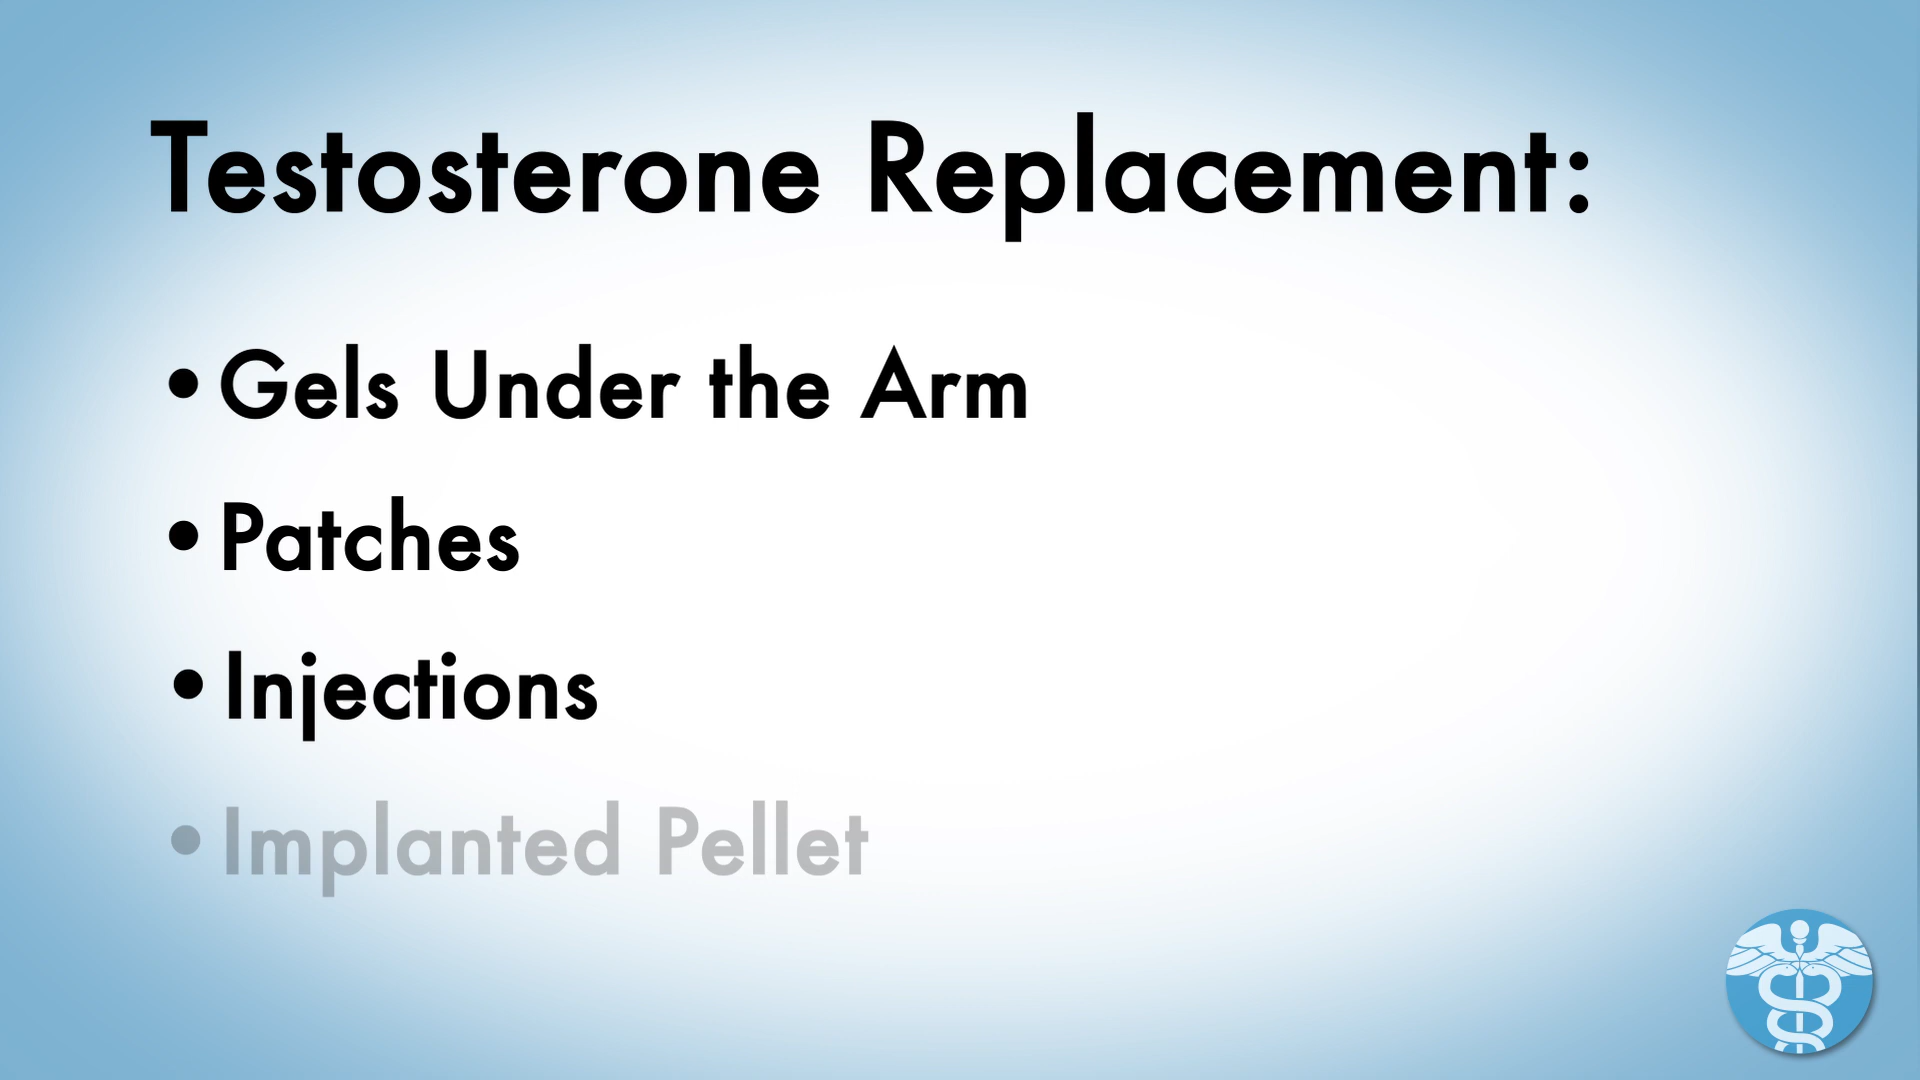 Testosterone Replacement:
• Gels Under the Arm
• Patches
• Injections
• Implanted Pellet